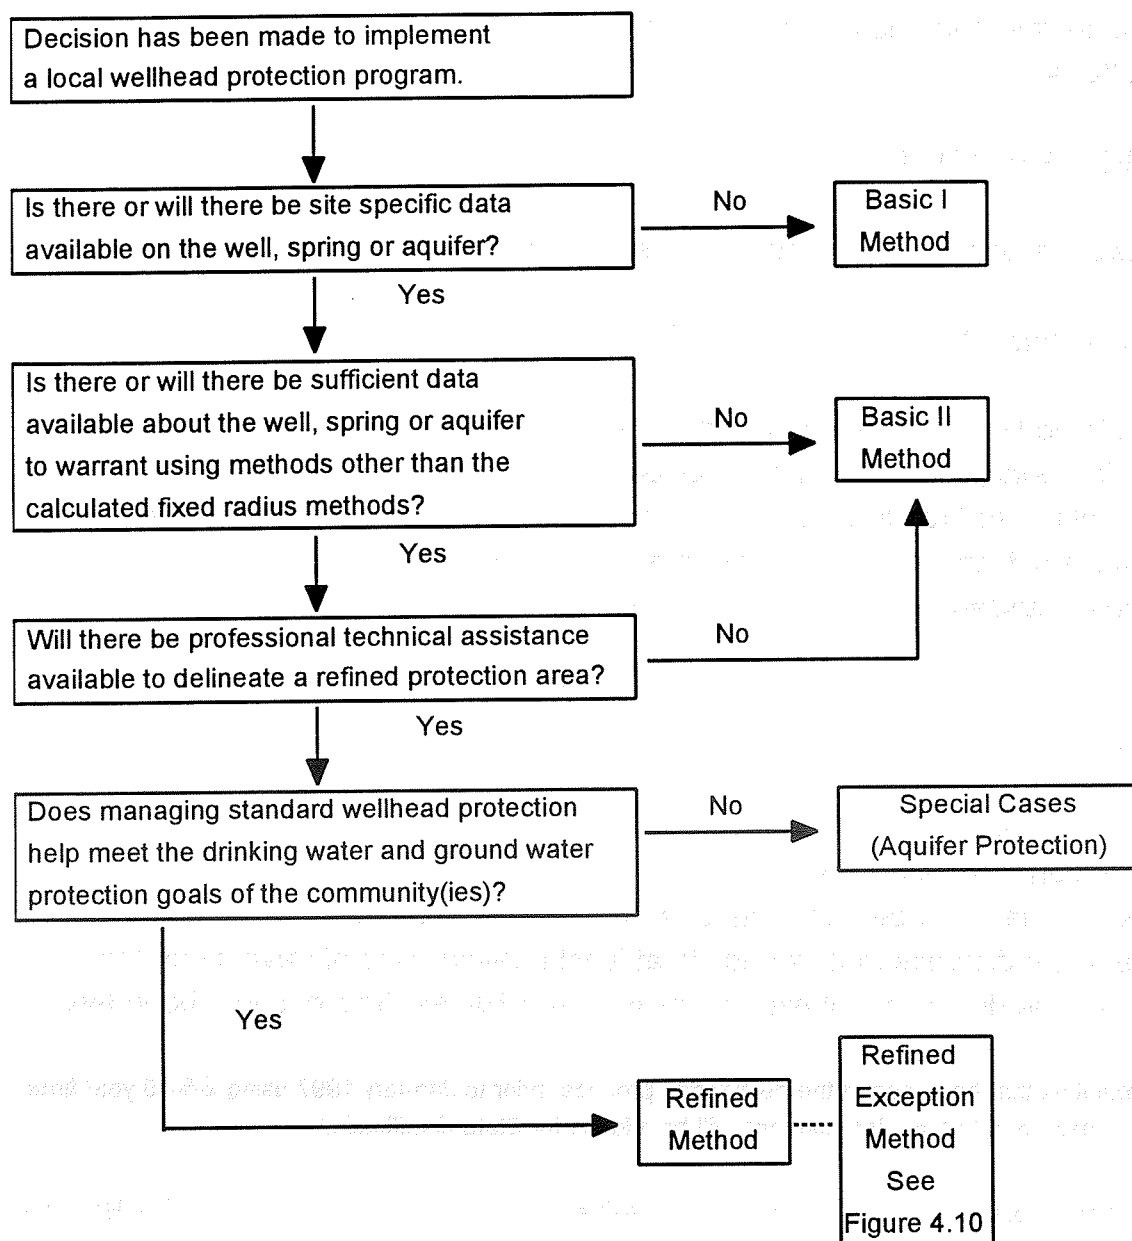 Decision has been made to implement
a local wellhead protection program.
Is there or will there be site specific data
available on the well, spring or aquifer?
No
Basic I
Method
Yes
Is there or will there be sufficient data
available about the well, spring or aquifer
to warrant using methods other than the
calculated fixed radius methods?
No
Basic II
Method
Yes
Will there be professional technical assistance
available to delineate a refined protection area?
No
Yes
Does managing standard wellhead protection
help meet the drinking water and ground water
protection goals of the community(ies)?
No
Special Cases
(Aquifer Protection)
Yes
Refined
Method
Refined
Exception
Method
See
Figure 4.10